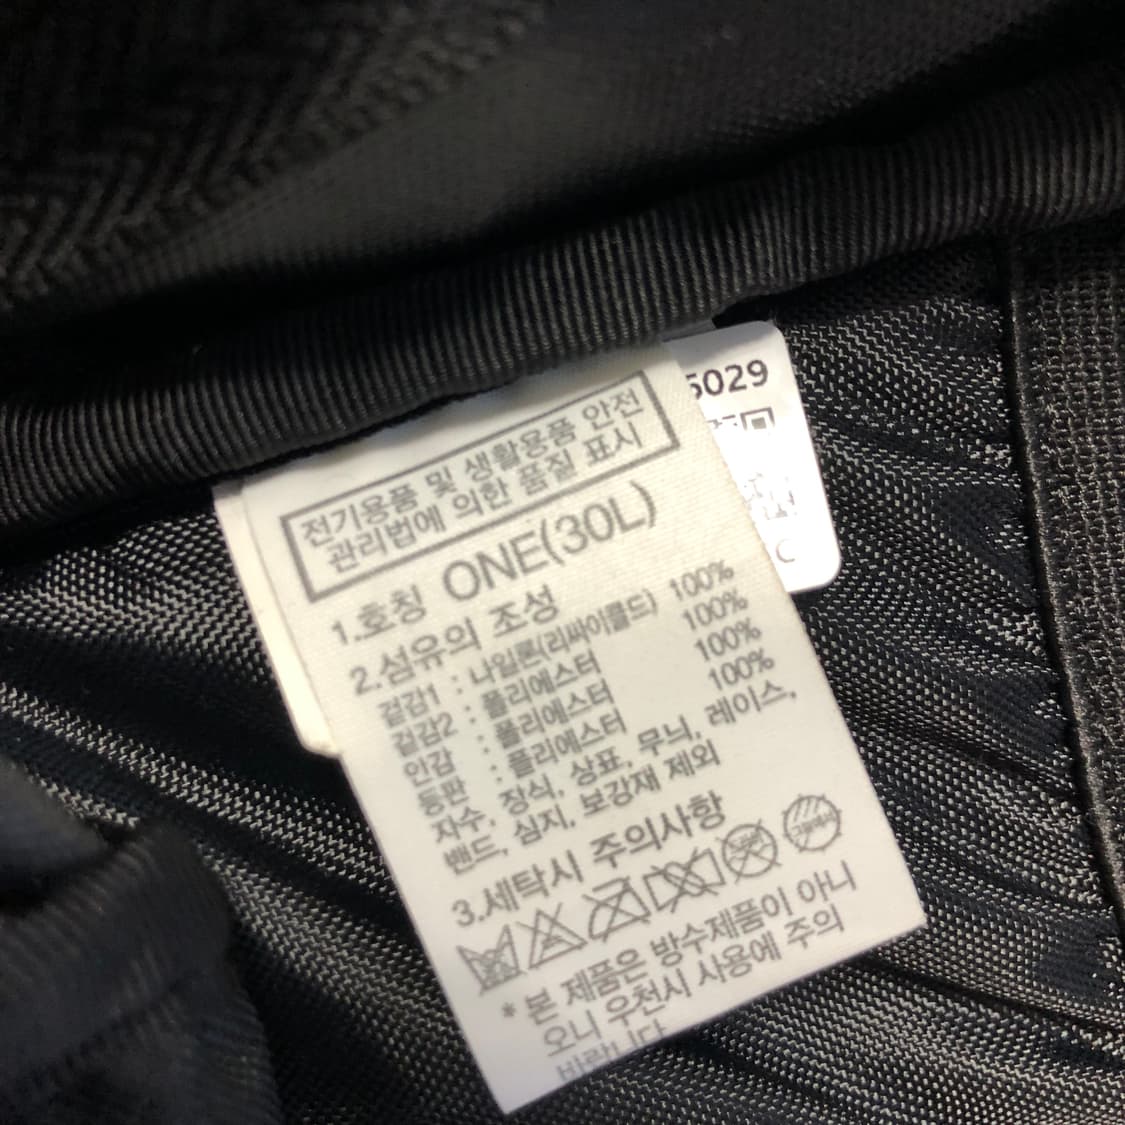 전기용품 및 생활용품 안전
관리법에 의한 품질 표시
1.호칭 ONE(30L)
2.섬유의 조성
겉감1 : 나일론(리싸이클드) 100%
겉감2 : 폴리에스터 100%
안감 : 폴리에스터 100%
등판 : 폴리에스터 100%
자수, 장식, 상표, 무늬, 레이스,
밴드, 심지, 보강재 제외
3.세탁시 주의사항
* 본 제품은 방수제품이 아니
오니 우천시 사용에 주의
바랍니다.
5029
C